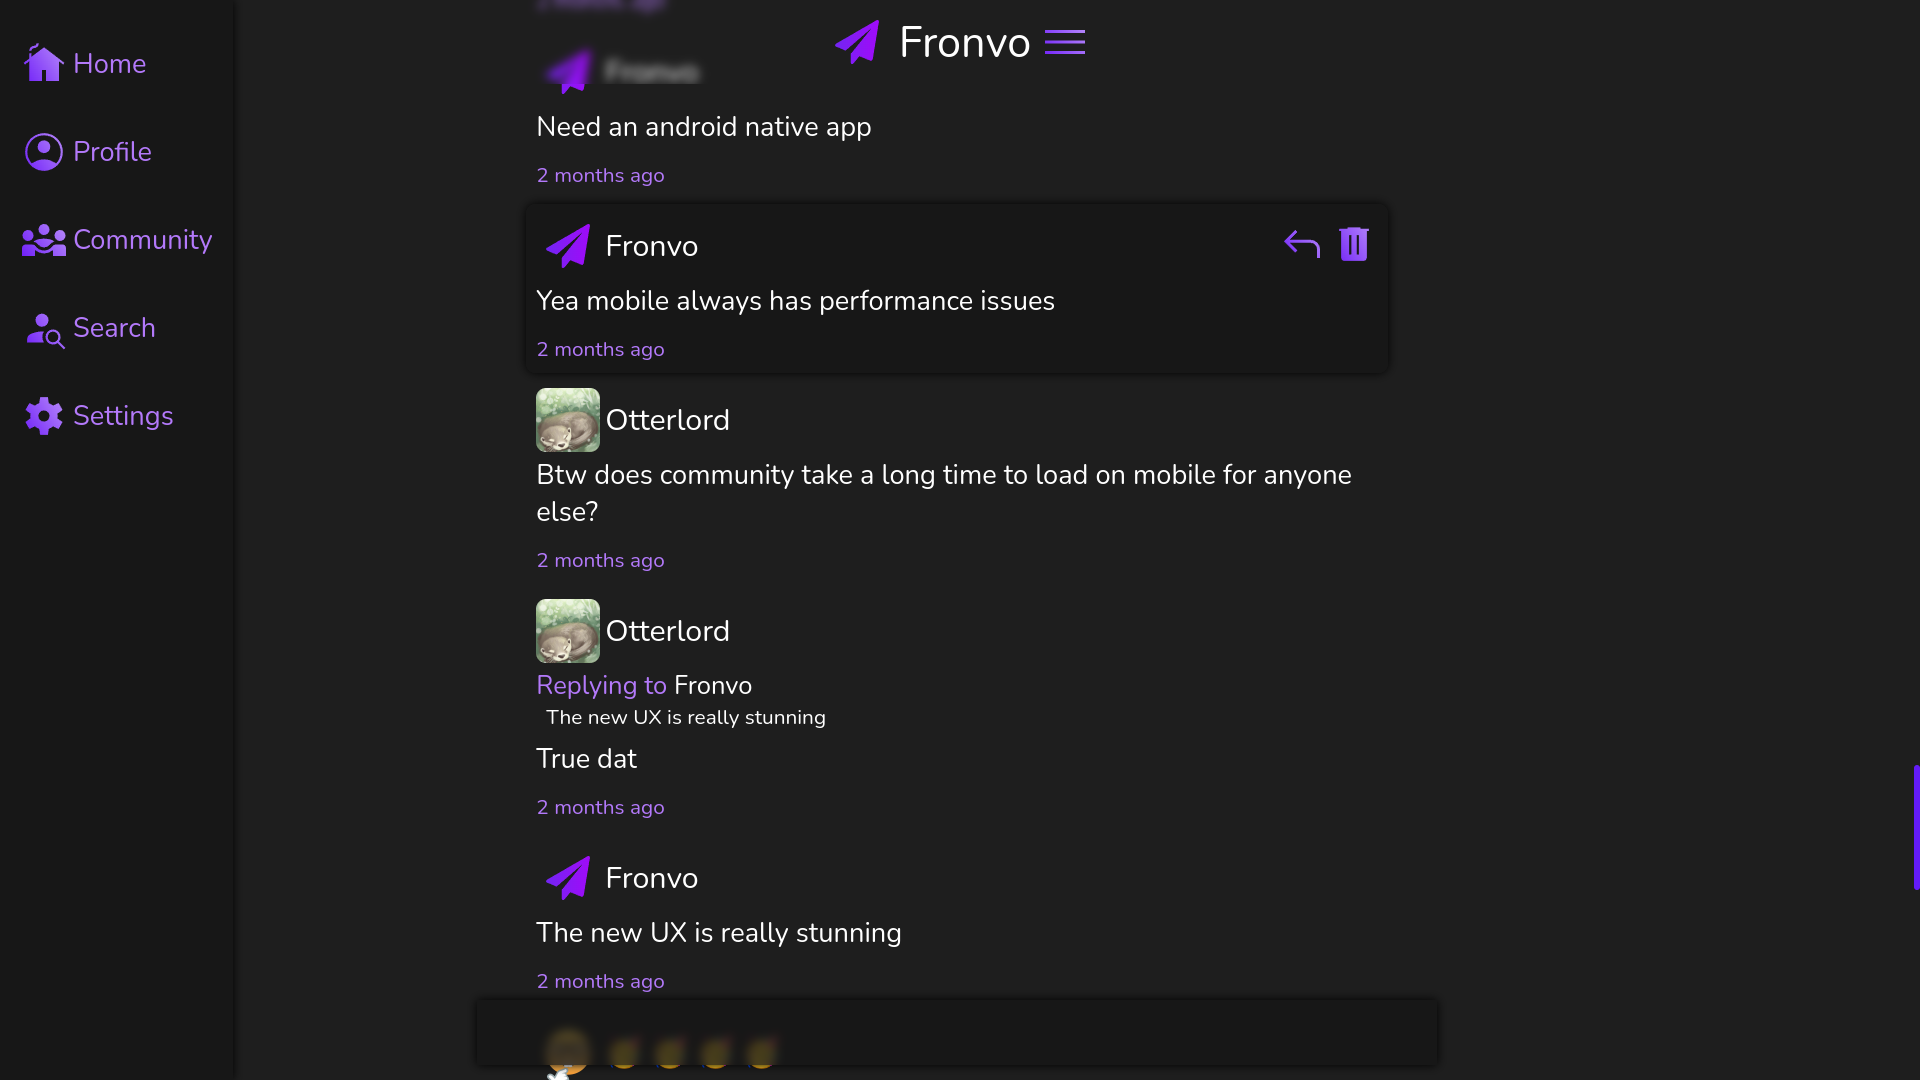 Home
Profile
Community
Search
Settings
Fronvo
Fronvo
Need an android native app
2 months ago
Fronvo
Yea mobile always has performance issues
2 months ago
Otterlord
Btw does community take a long time to load on mobile for anyone
else?
2 months ago
Otterlord
Replying to Fronvo
The new UX is really stunning
True dat
2 months ago
Fronvo
The new UX is really stunning
2 months ago